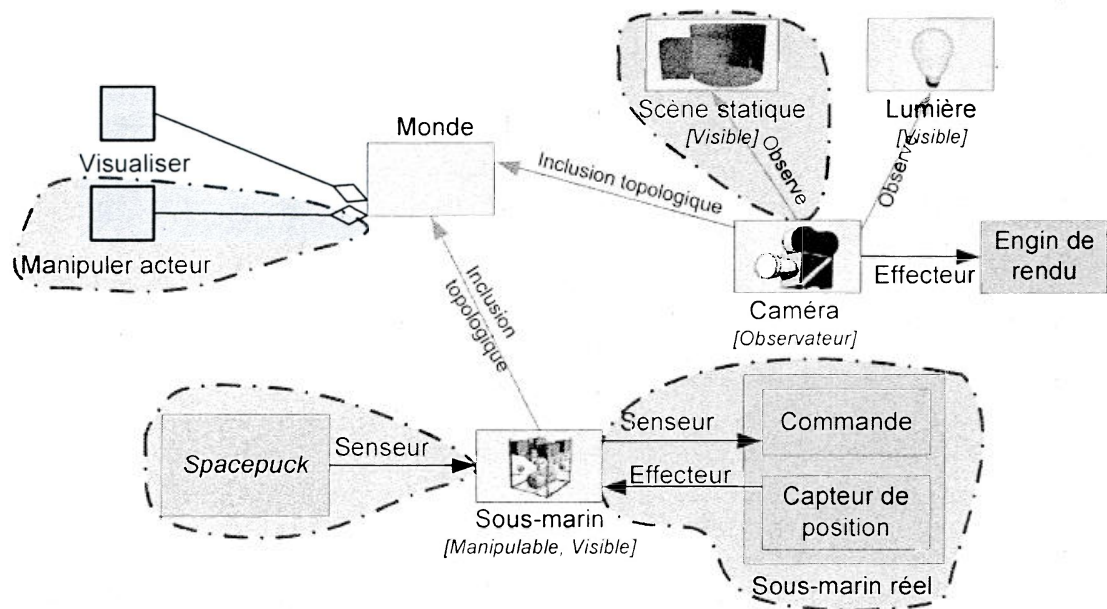 Scène statique
[Visible]
Lumière
[Visible]
Monde
Visualiser
Inclusion topologique
Observe
Observe
Manipuler acteur
Engin de
rendu
Effecteur
Inclusion
topologique
Caméra
[Observateur]
Senseur
Commande
Spacepuck
Senseur
Effecteur
Capteur de
position
Sous-marin
[Manipulable, Visible]
Sous-marin réel